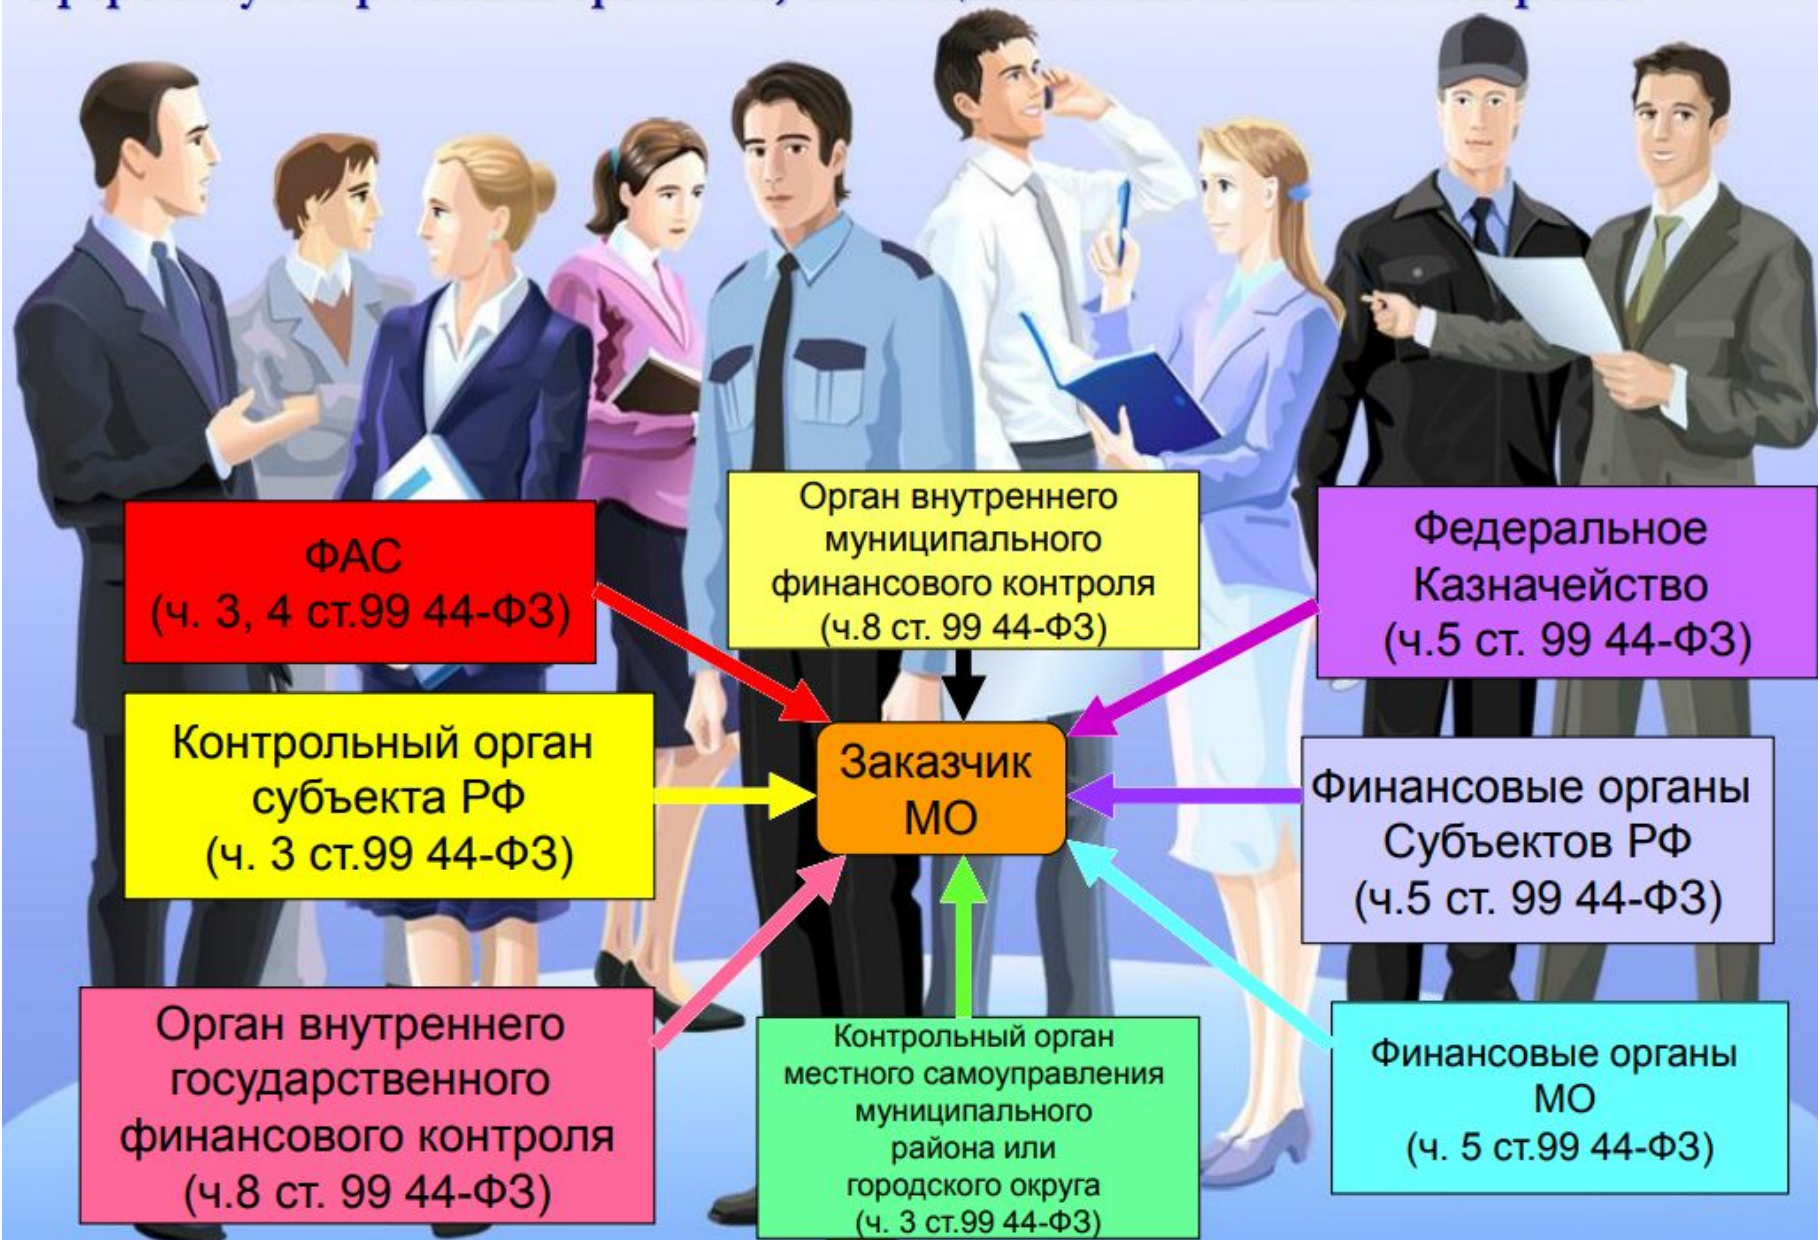 ФАС
(ч. 3, 4 ст.99 44-ФЗ)
Орган внутреннего
муниципального
финансового контроля
(ч.8 ст. 99 44-ФЗ)
Федеральное
Казначейство
(ч.5 ст. 99 44-ФЗ)
Контрольный орган
субъекта РФ
(ч. 3 ст.99 44-ФЗ)
Заказчик
МО
Финансовые органы
Субъектов РФ
(ч.5 ст. 99 44-ФЗ)
Орган внутреннего
государственного
финансового контроля
(ч.8 ст. 99 44-ФЗ)
Контрольный орган
местного самоуправления
муниципального
района или
городского округа
(ч. 3 ст.99 44-ФЗ)
Финансовые органы
МО
(ч. 5 ст.99 44-ФЗ)